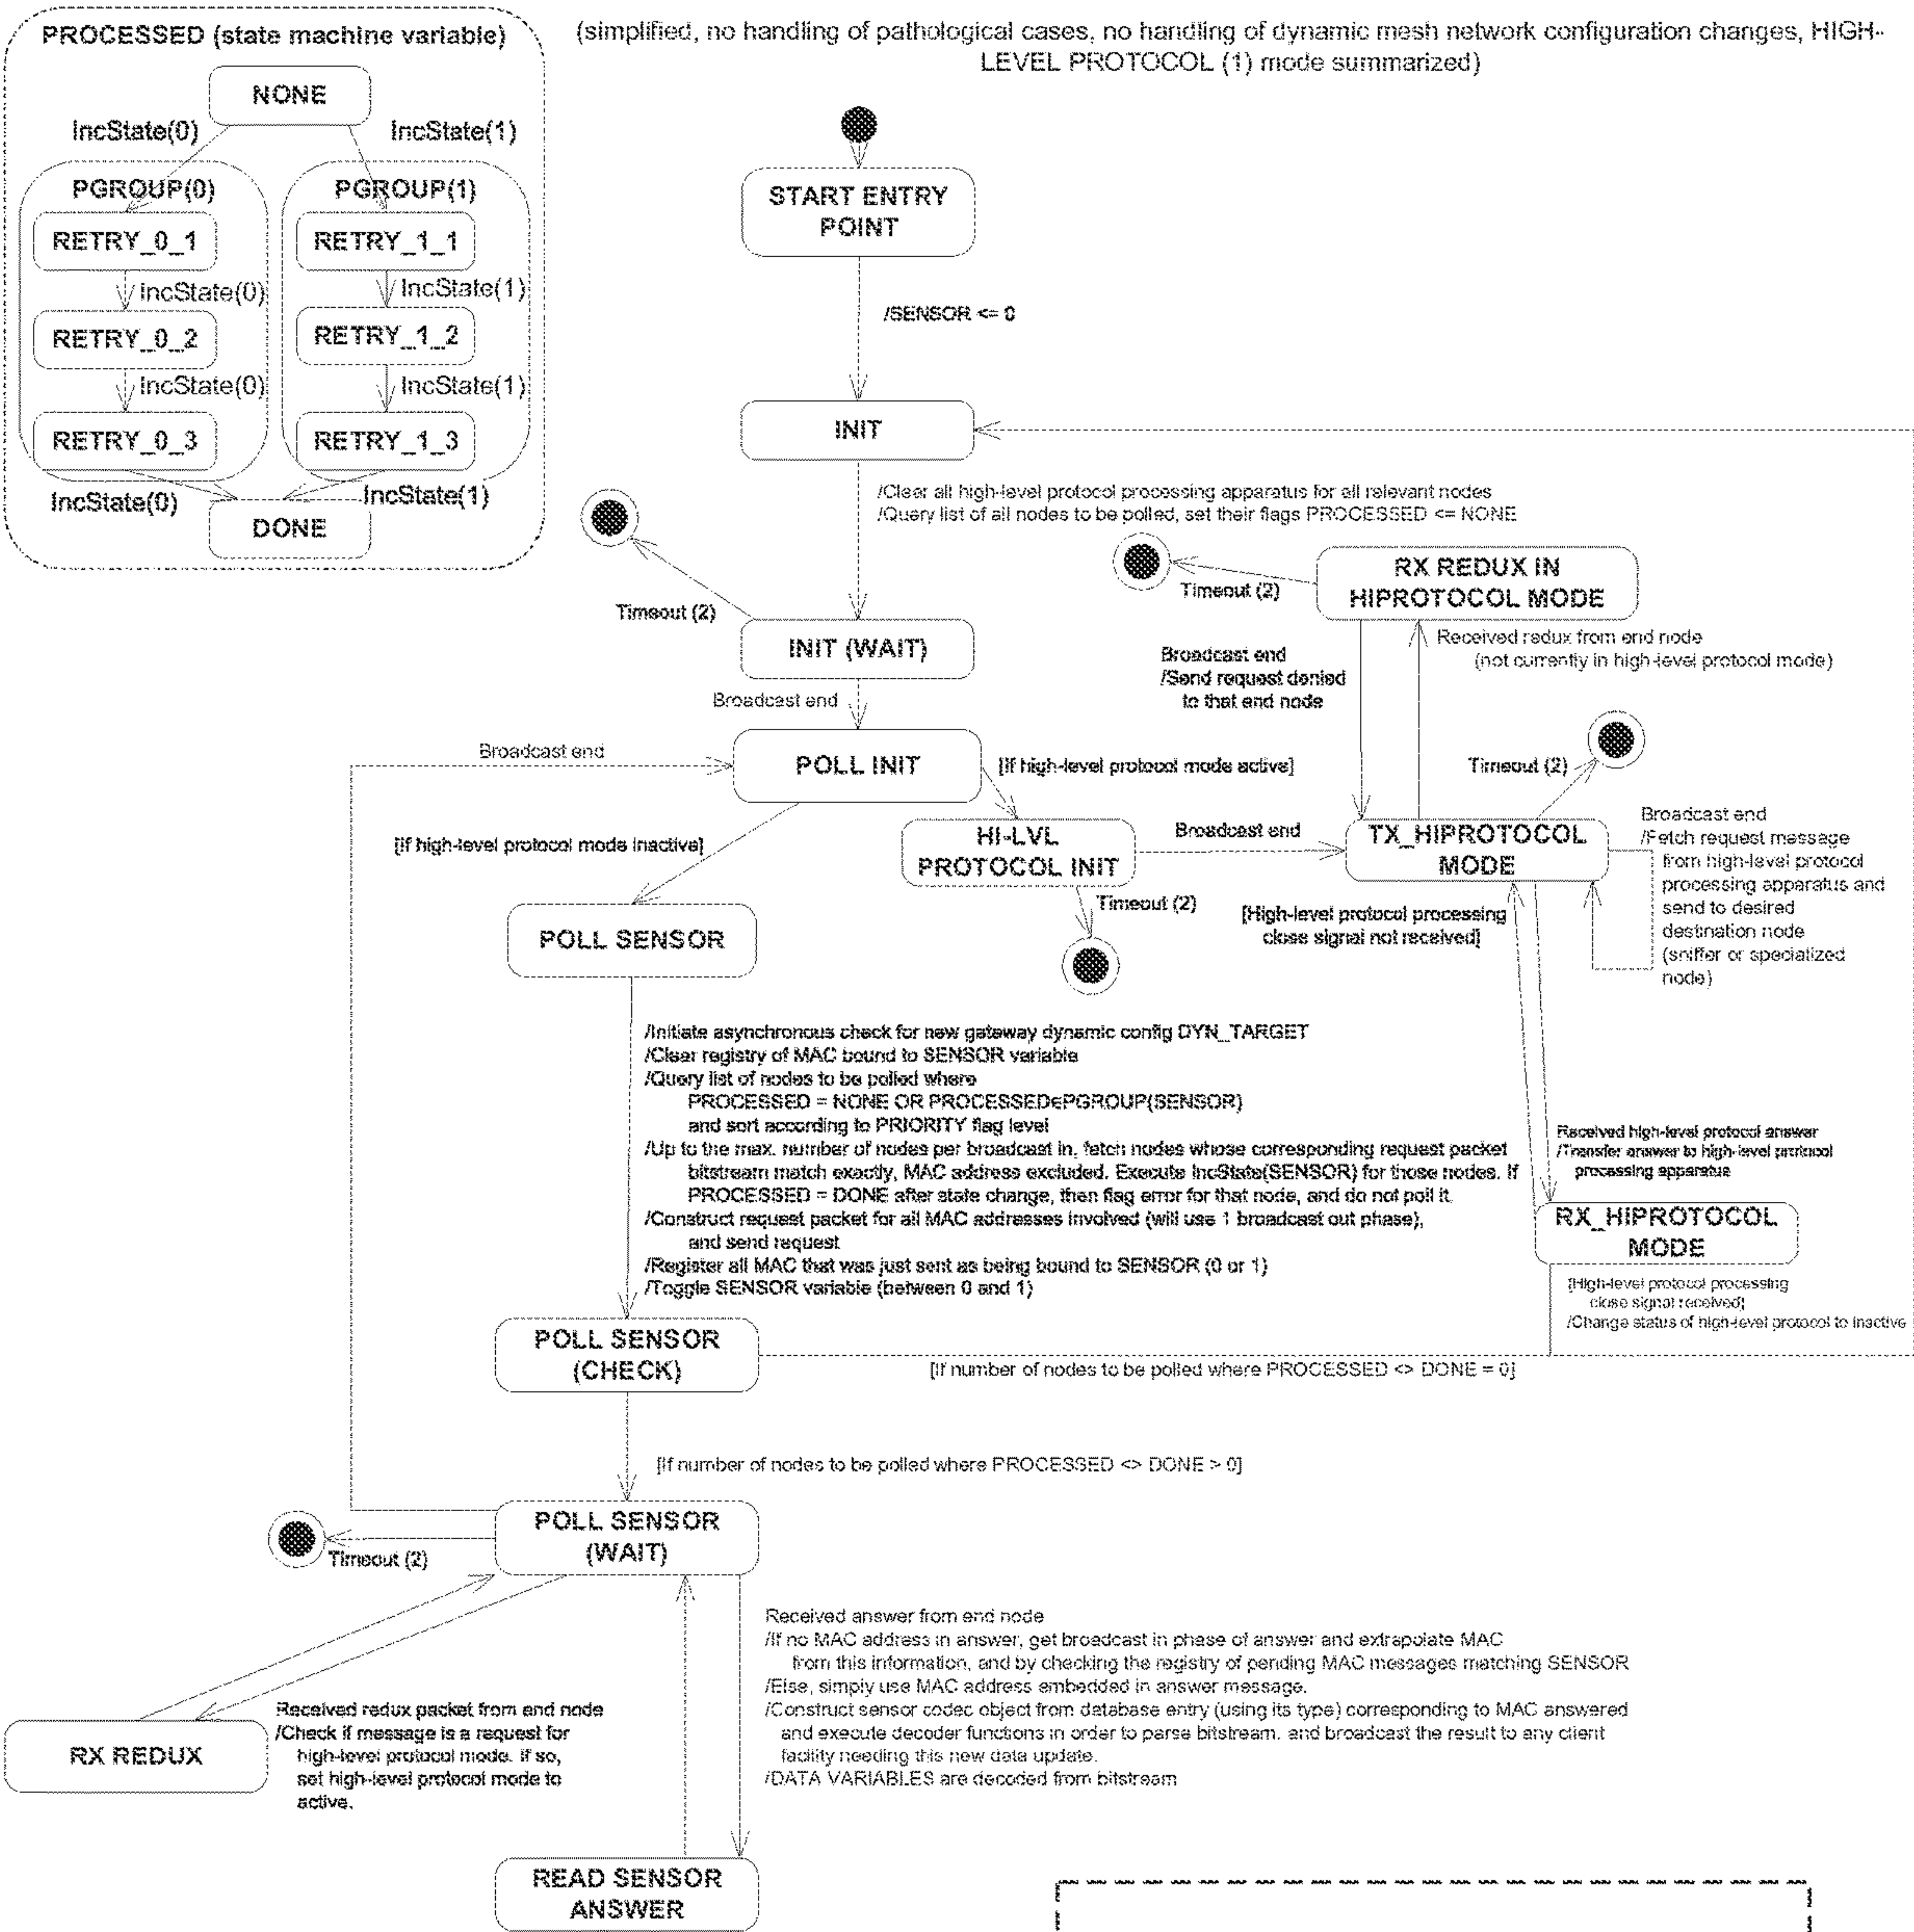 PROCESSED (state machine variable)
NONE
IncState(0)
IncState(1)
PGROUP(0)
PGROUP(1)
RETRY_0_1
RETRY_1_1
IncState(0)
IncState(1)
RETRY_0_2
RETRY_1_2
IncState(0)
IncState(1)
RETRY_0_3
RETRY_1_3
IncState(0)
IncState(1)
DONE
(simplified, no handling of pathological cases, no handling of dynamic mesh network configuration changes, HIGH-
LEVEL PROTOCOL (1) mode summarized)
START ENTRY
POINT
/SENSOR <= 0
INIT
/Clear all high-level protocol processing apparatus for all relevant nodes
/Query list of all nodes to be polled, set their flags PROCESSED <= NONE
Timeout (2)
INIT (WAIT)
Broadcast end
RX REDUX IN
HIPROTOCOL MODE
Timeout (2)
Received redux from end node
(not currently in high-level protocol mode)
Broadcast end
/Send request denied
to that end node
Broadcast end
POLL INIT
[If high-level protocol mode active]
Timeout (2)
[If high-level protocol mode inactive]
HI-LVL
PROTOCOL INIT
Broadcast end
TX_HIPROTOCOL
MODE
Broadcast end
/Fetch request message
from high-level protocol
processing apparatus and
send to desired
destination node
(sniffer or specialized
node)
Timeout (2)
[High-level protocol processing
close signal not received]
POLL SENSOR
/Initiate asynchronous check for new gateway dynamic config DYN_TARGET
/Clear registry of MAC bound to SENSOR variable
/Query list of nodes to be polled where
PROCESSED = NONE OR PROCESSED∈PGROUP(SENSOR)
and sort according to PRIORITY flag level
/Up to the max. number of nodes per broadcast in, fetch nodes whose corresponding request packet
bitstream match exactly, MAC address excluded. Execute IncState(SENSOR) for those nodes. If
PROCESSED = DONE after state change, then flag error for that node, and do not poll it.
/Construct request packet for all MAC addresses involved (will use 1 broadcast out phase),
and send request
/Register all MAC that was just sent as being bound to SENSOR (0 or 1)
/Toggle SENSOR variable (between 0 and 1)
Received high-level protocol answer
/Transfer answer to high-level protocol
processing apparatus
RX_HIPROTOCOL
MODE
[High-level protocol processing
close signal received]
/Change status of high-level protocol to inactive
POLL SENSOR
(CHECK)
[If number of nodes to be polled where PROCESSED <> DONE = 0]
[If number of nodes to be polled where PROCESSED <> DONE > 0]
POLL SENSOR
(WAIT)
Timeout (2)
Received answer from end node
/If no MAC address in answer, get broadcast in phase of answer and extrapolate MAC
from this information, and by checking the registry of pending MAC messages matching SENSOR
/Else, simply use MAC address embedded in answer message.
/Construct sensor codec object from database entry (using its type) corresponding to MAC answered
and execute decoder functions in order to parse bitstream. and broadcast the result to any client
facility needing this new data update.
/DATA VARIABLES are decoded from bitstream
RX REDUX
Received redux packet from end node
/Check if message is a request for
high-level protocol mode. If so,
set high-level protocol mode to
active.
READ SENSOR
ANSWER